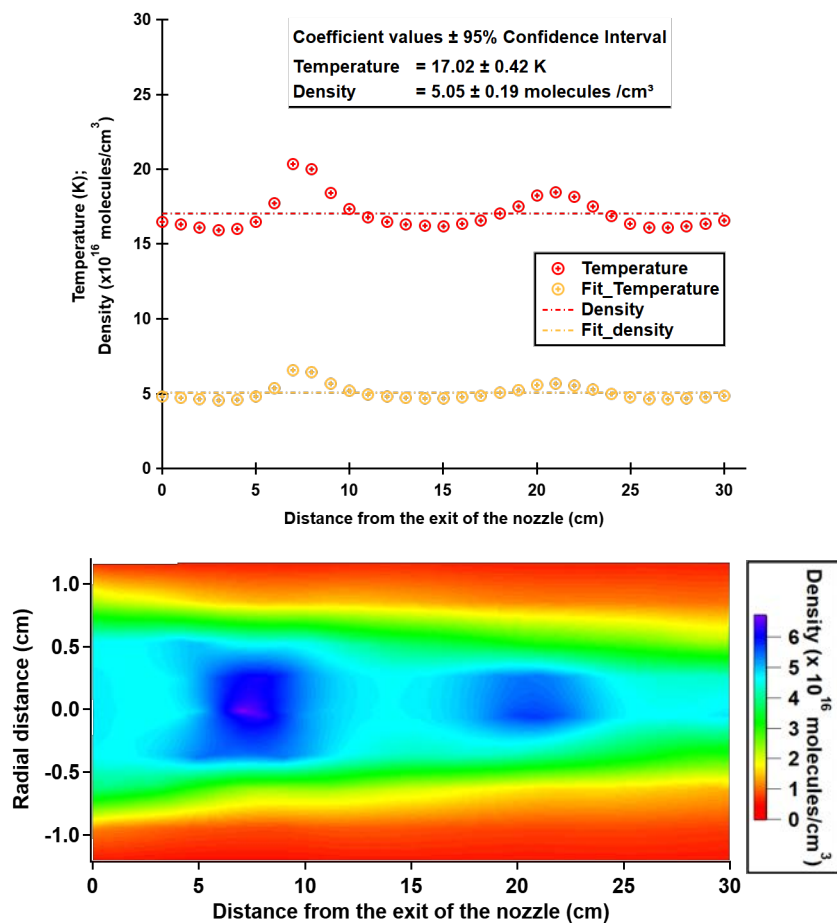 30
25
20
15
10
5
0
Temperature (K);
Density (x10¹⁶ molecules/cm³)
Coefficient values ± 95% Confidence Interval
Temperature = 17.02 ± 0.42 K
Density = 5.05 ± 0.19 molecules /cm³
Temperature
Fit_Temperature
Density
Fit_density
0 5 10 15 20 25 30
Distance from the exit of the nozzle (cm)
1.0
0.5
0.0
-0.5
-1.0
Radial distance (cm)
0 5 10 15 20 25 30
Distance from the exit of the nozzle (cm)
6
5
4
3
2
1
0
Density (x 10¹⁶ molecules/cm³)